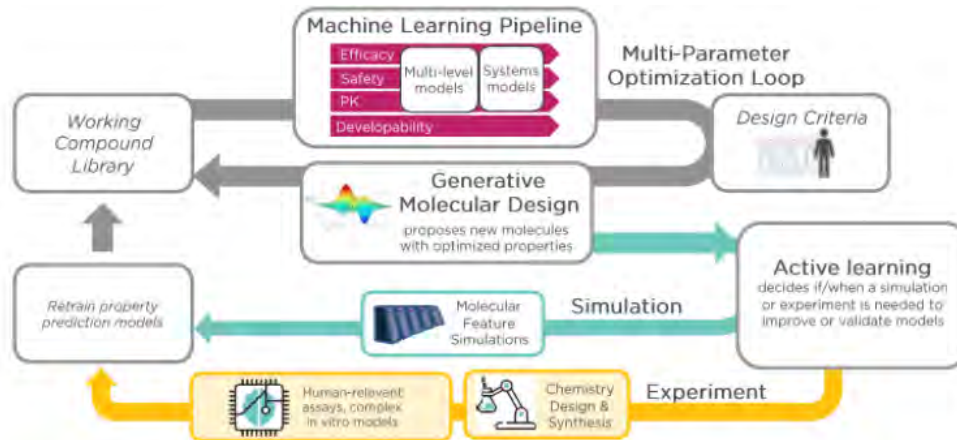 Machine Learning Pipeline
Efficacy
Safety
PK
Developability
Multi-level
models
Systems
models
Multi-Parameter
Optimization Loop
Working
Compound
Library
Design Criteria
Generative
Molecular Design
proposes new molecules
with optimized properties
Active learning
decides if/when a simulation
or experiment is needed to
improve or validate models
Retrain property
prediction models
Molecular
Feature
Simulations
Simulation
Human-relevant
assays, complex
in vitro models
Chemistry
Design &
Synthesis
Experiment